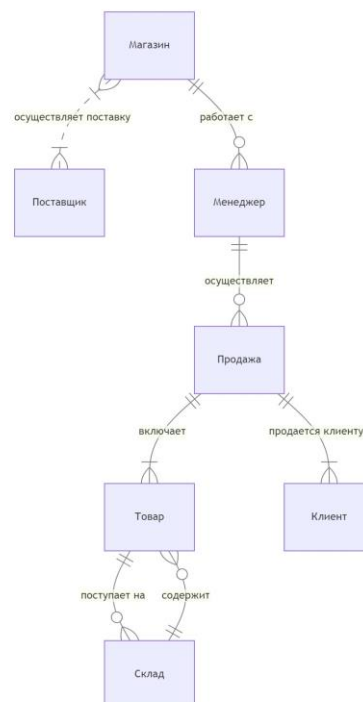 Магазин
осуществляет поставку
работает с
Поставщик
Менеджер
осуществляет
Продажа
включает
продается клиенту
Товар
Клиент
поступает на
содержит
Склад